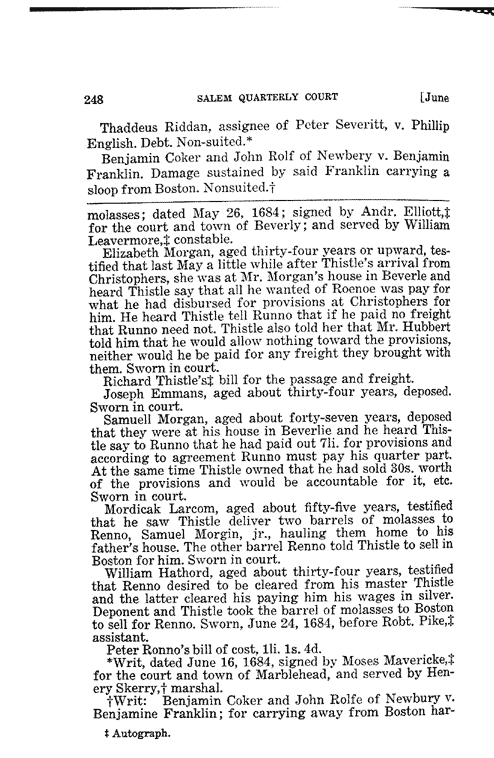 248 SALEM QUARTERLY COURT [June
Thaddeus Riddan, assignee of Peter Severitt, v. Phillip
English. Debt. Non-suited.*
Benjamin Coker and John Rolf of Newbery v. Benjamin
Franklin. Damage sustained by said Franklin carrying a
sloop from Boston. Nonsuited.†
molasses; dated May 26, 1684; signed by Andr. Elliott,‡
for the court and town of Beverly; and served by William
Leavermore,‡ constable.
Elizabeth Morgan, aged thirty-four years or upward, tes-
tified that last May a little while after Thistle's arrival from
Christophers, she was at Mr. Morgan's house in Beverle and
heard Thistle say that all he wanted of Roenoe was pay for
what he had disbursed for provisions at Christophers for
him. He heard Thistle tell Runno that if he paid no freight
that Runno need not. Thistle also told her that Mr. Hubbert
told him that he would allow nothing toward the provisions,
neither would he be paid for any freight they brought with
them. Sworn in court.
Richard Thistle's‡ bill for the passage and freight.
Joseph Emmans, aged about thirty-four years, deposed.
Sworn in court.
Samuell Morgan, aged about forty-seven years, deposed
that they were at his house in Beverlie and he heard This-
tle say to Runno that he had paid out 7li. for provisions and
according to agreement Runno must pay his quarter part.
At the same time Thistle owned that he had sold 30s. worth
of the provisions and would be accountable for it, etc.
Sworn in court.
Mordicak Larcom, aged about fifty-five years, testified
that he saw Thistle deliver two barrels of molasses to
Renno, Samuel Morgin, jr., hauling them home to his
father's house. The other barrel Renno told Thistle to sell in
Boston for him. Sworn in court.
William Hathord, aged about thirty-four years, testified
that Renno desired to be cleared from his master Thistle
and the latter cleared his paying him his wages in silver.
Deponent and Thistle took the barrel of molasses to Boston
to sell for Renno. Sworn, June 24, 1684, before Robt. Pike,‡
assistant.
Peter Ronno's bill of cost, 1li. 1s. 4d.
*Writ, dated June 16, 1684, signed by Moses Mavericke,‡
for the court and town of Marblehead, and served by Hen-
ery Skerry,† marshal.
†Writ: Benjamin Coker and John Rolfe of Newbury v.
Benjamine Franklin; for carrying away from Boston har-
‡ Autograph.